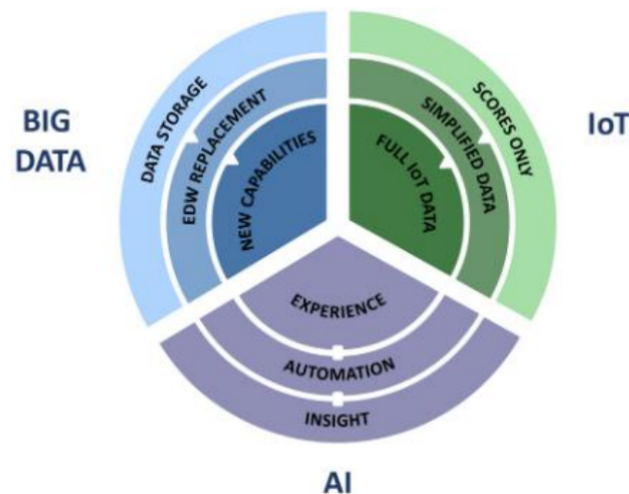 BIG
DATA
DATA STORAGE
EDW REPLACEMENT
NEW CAPABILITIES
IoT
SCORES ONLY
SIMPLIFIED DATA
FULL IoT DATA
EXPERIENCE
AUTOMATION
INSIGHT
AI